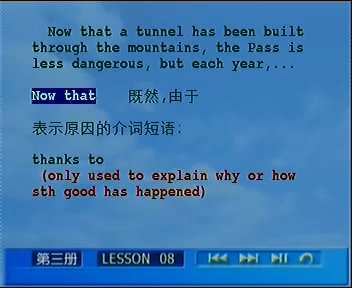 Now that a tunnel has been built
through the mountains, the Pass is
less dangerous, but each year,...
Now that 既然,由于
表示原因的介词短语:
thanks to
(only used to explain why or how
sth good has happened)
第三册 LESSON 08